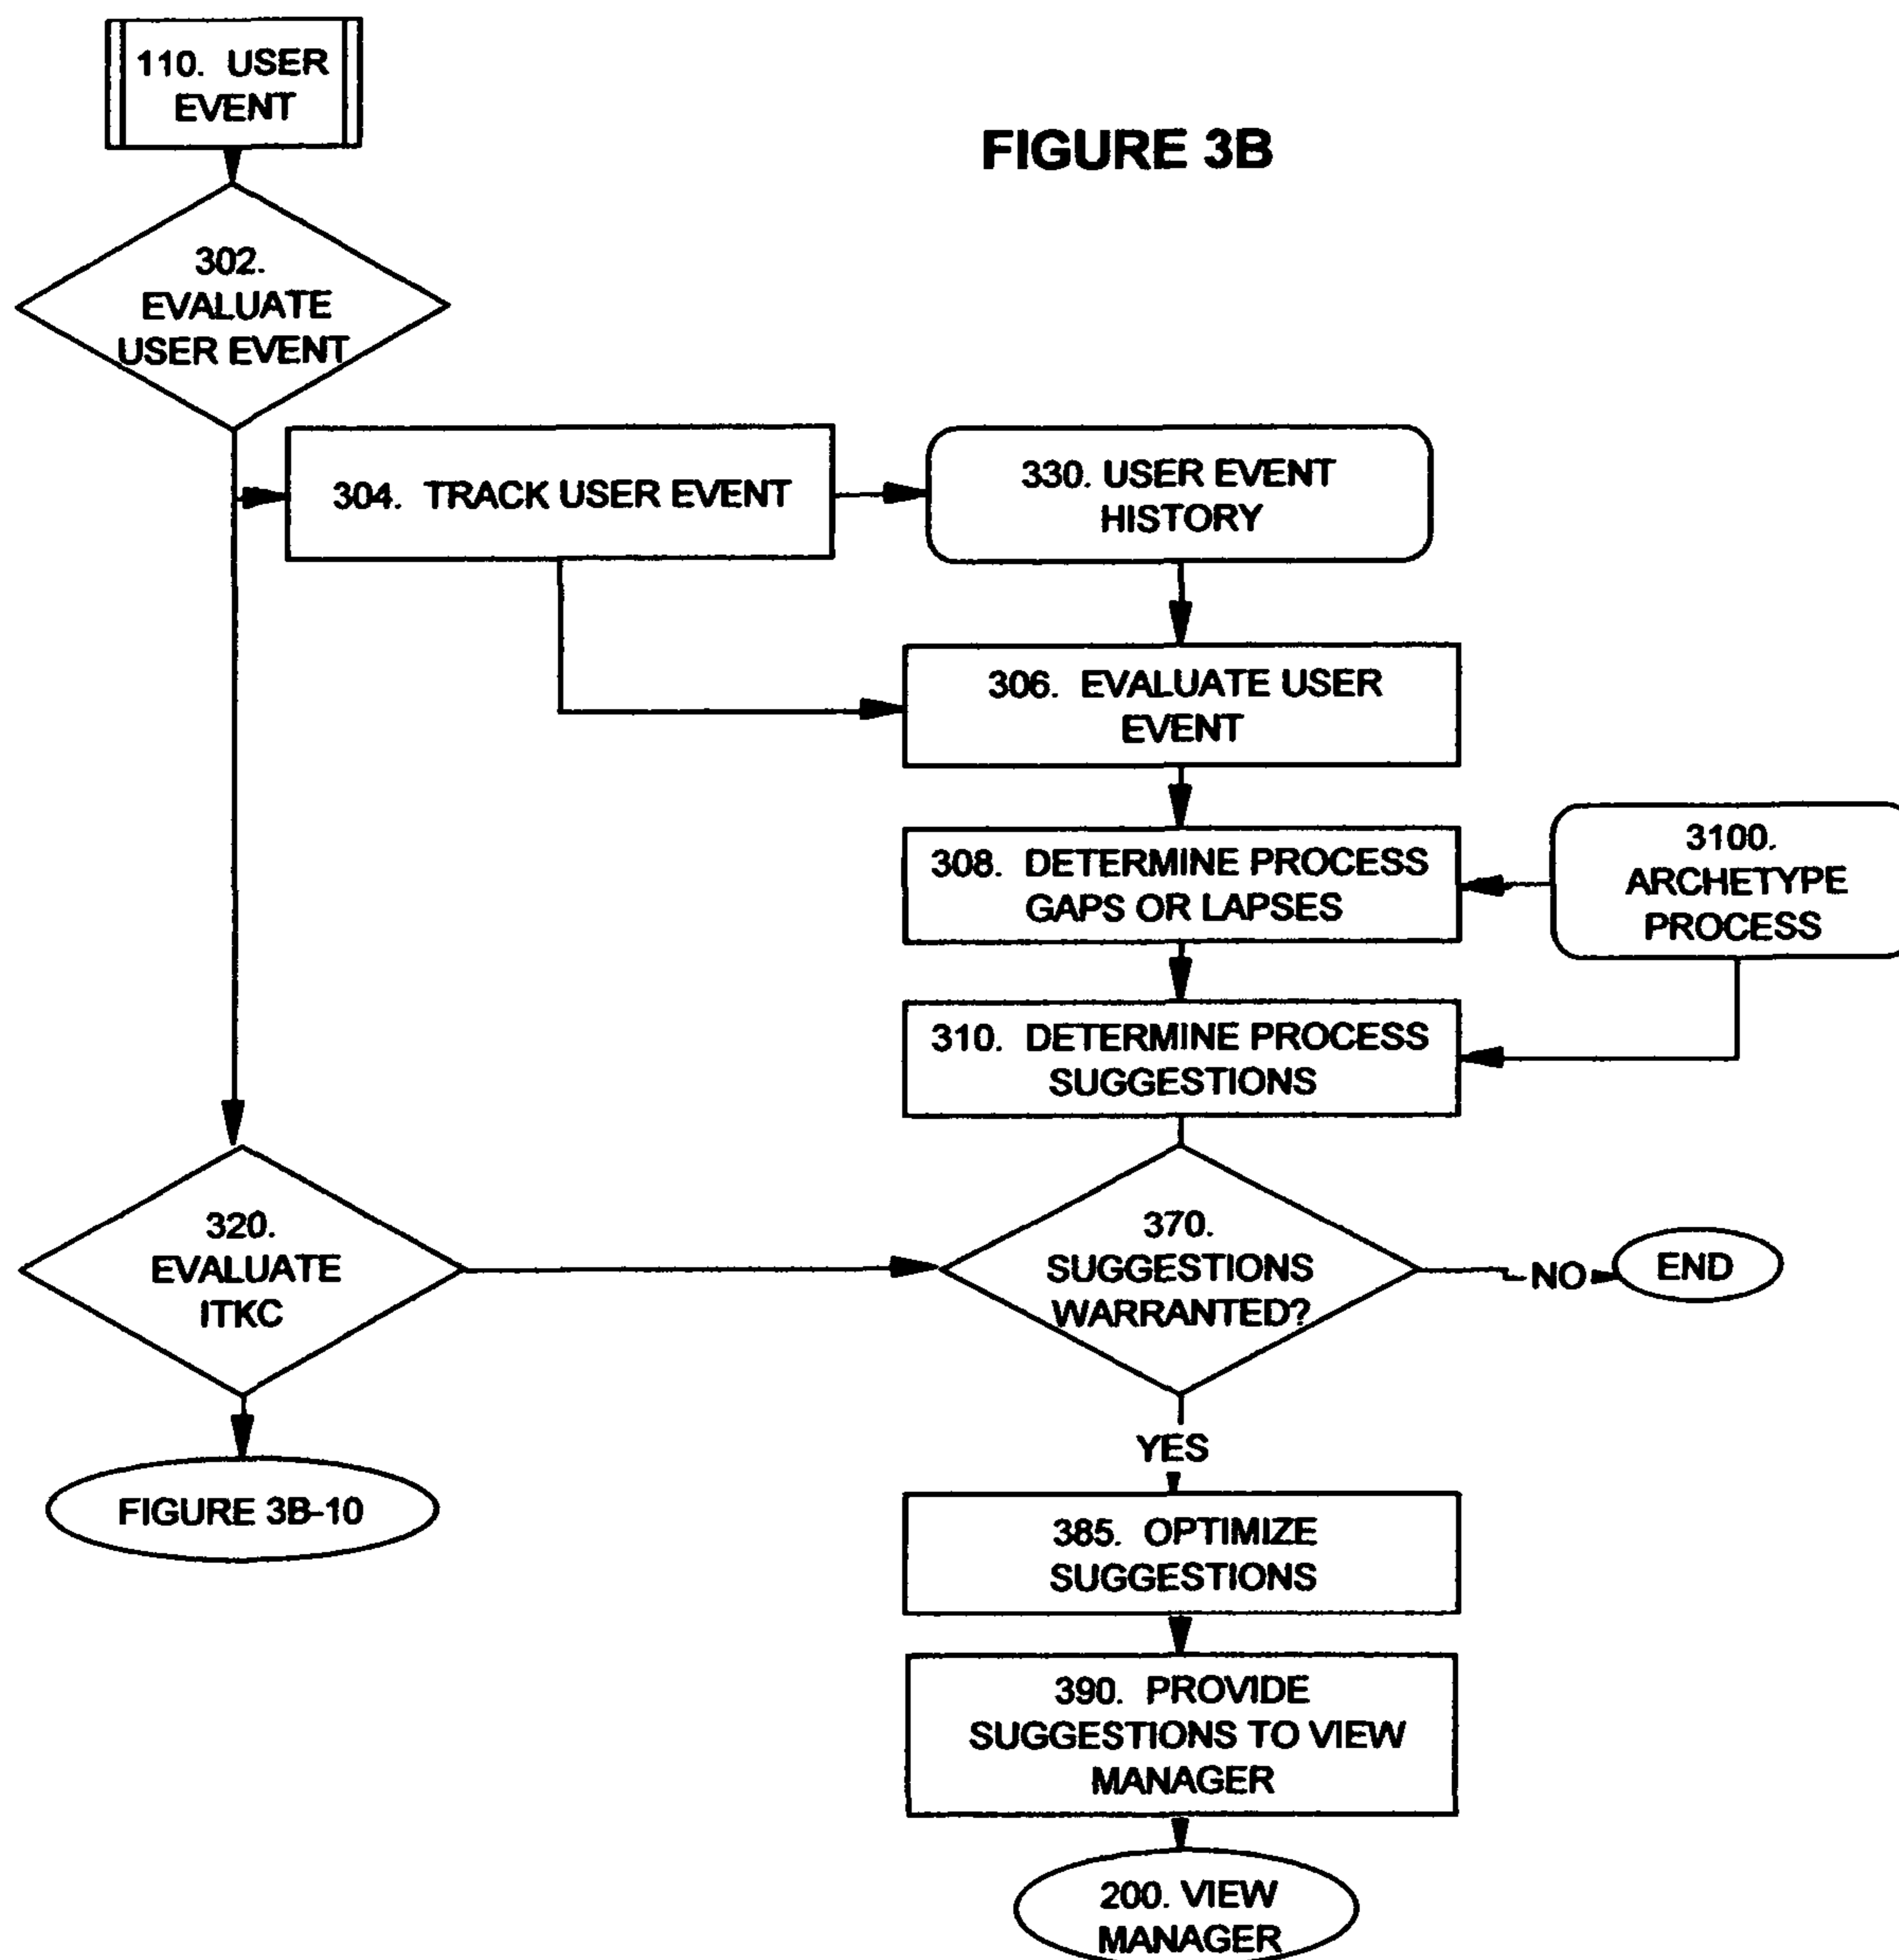 110. USER
EVENT
FIGURE 3B
302.
EVALUATE
USER EVENT
304. TRACK USER EVENT
330. USER EVENT
HISTORY
306. EVALUATE USER
EVENT
308. DETERMINE PROCESS
GAPS OR LAPSES
3100.
ARCHETYPE
PROCESS
310. DETERMINE PROCESS
SUGGESTIONS
320.
EVALUATE
ITKC
370.
SUGGESTIONS
WARRANTED?
NO
END
YES
FIGURE 3B-10
385. OPTIMIZE
SUGGESTIONS
390. PROVIDE
SUGGESTIONS TO VIEW
MANAGER
200. VIEW
MANAGER